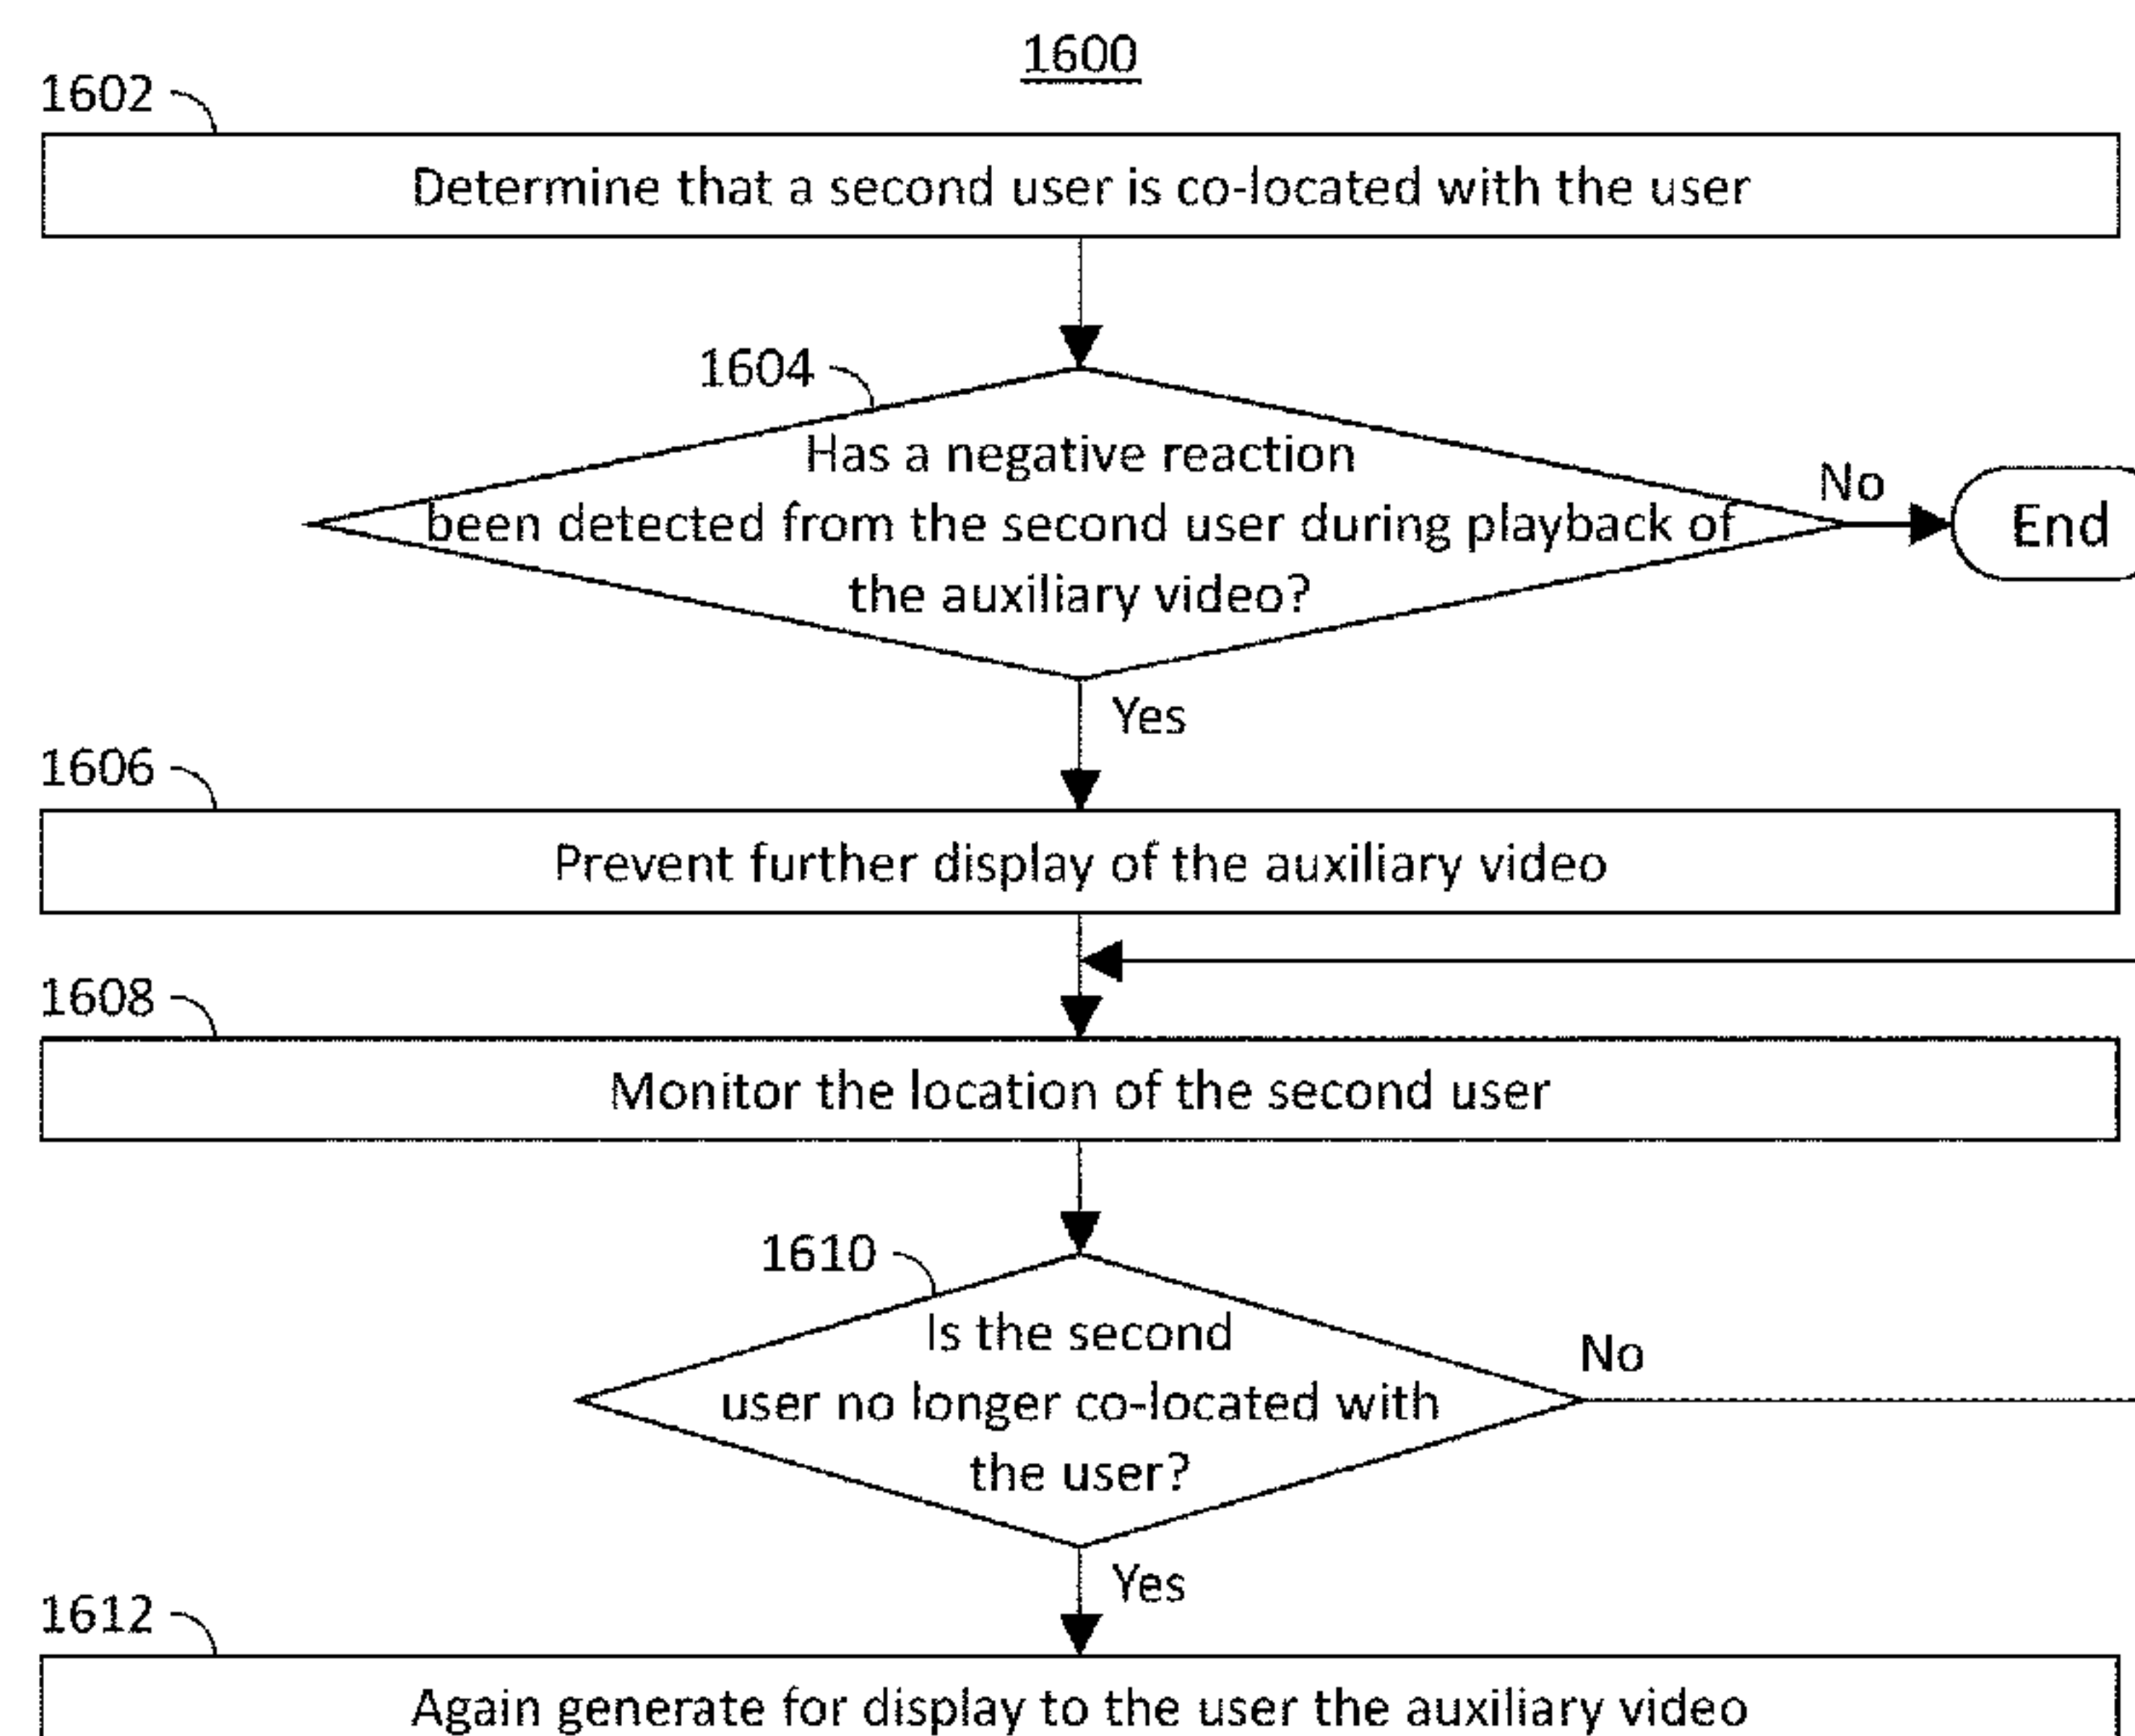 1600
1602
Determine that a second user is co-located with the user
1604
Has a negative reaction
been detected from the second user during playback of
the auxiliary video?
No
End
Yes
1606
Prevent further display of the auxiliary video
1608
Monitor the location of the second user
1610
Is the second
user no longer co-located with
the user?
No
Yes
1612
Again generate for display to the user the auxiliary video